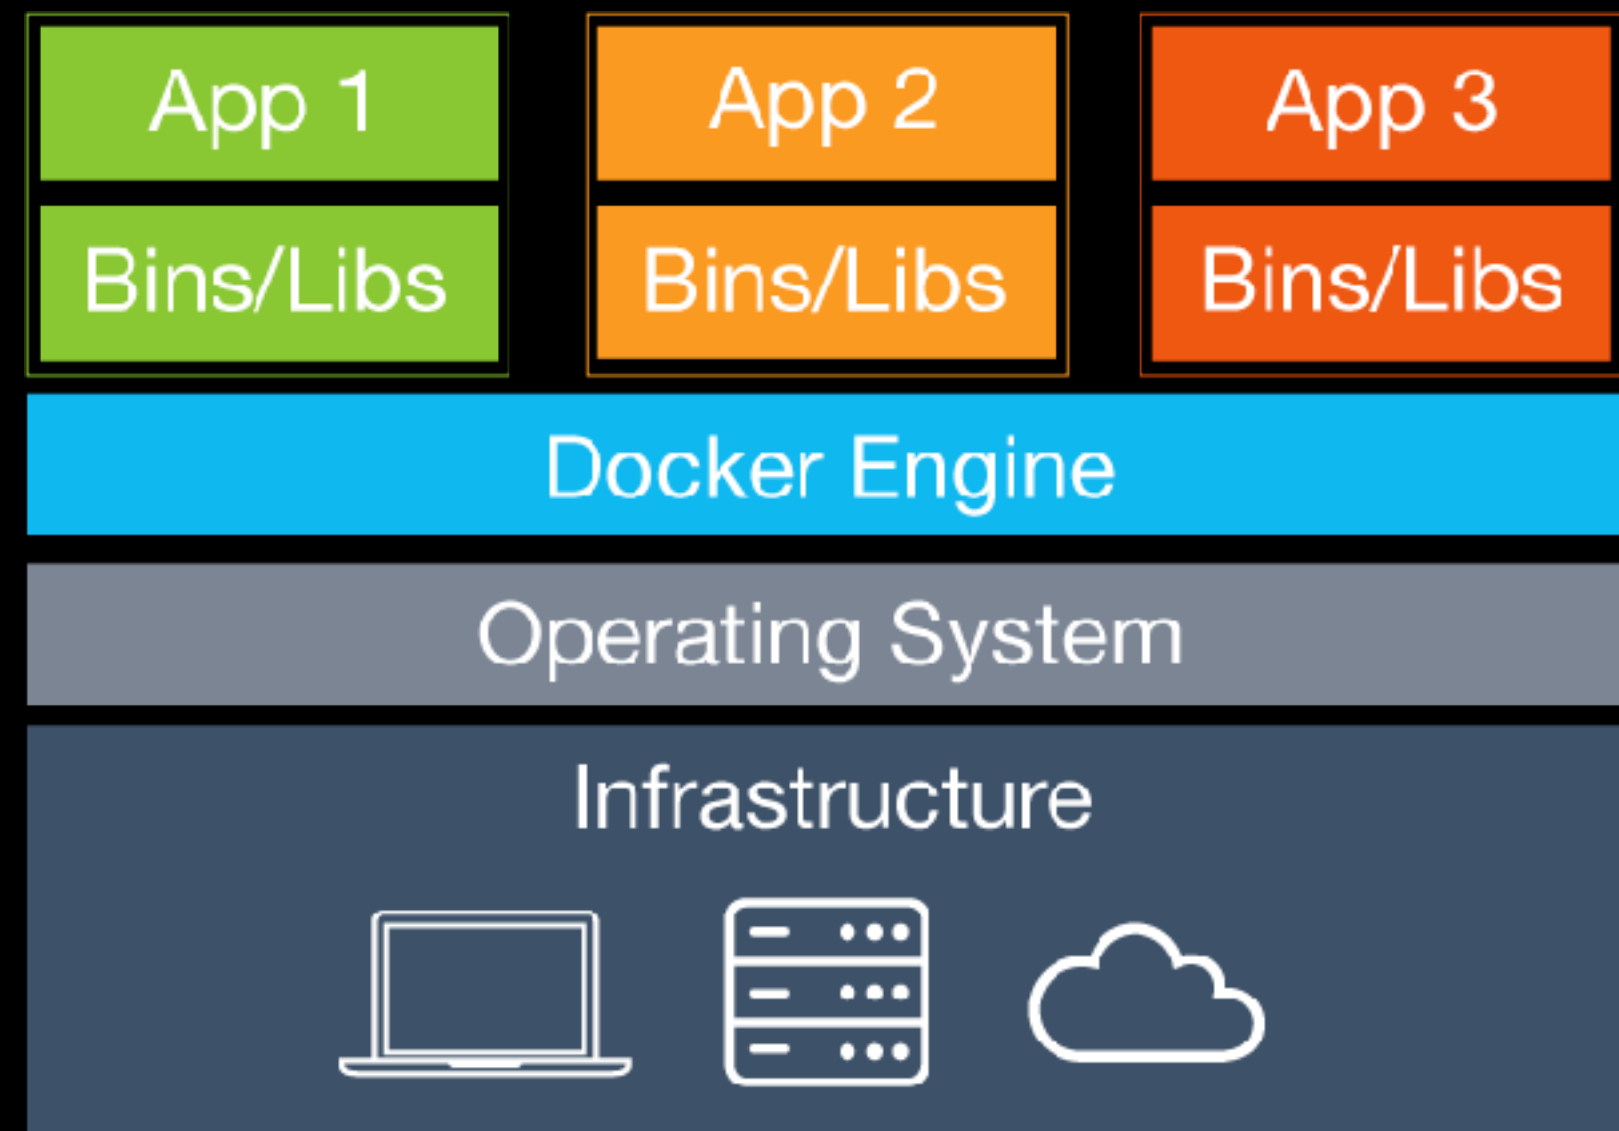 App 1
App 2
App 3
Bins/Libs
Bins/Libs
Bins/Libs
Docker Engine
Operating System
Infrastructure